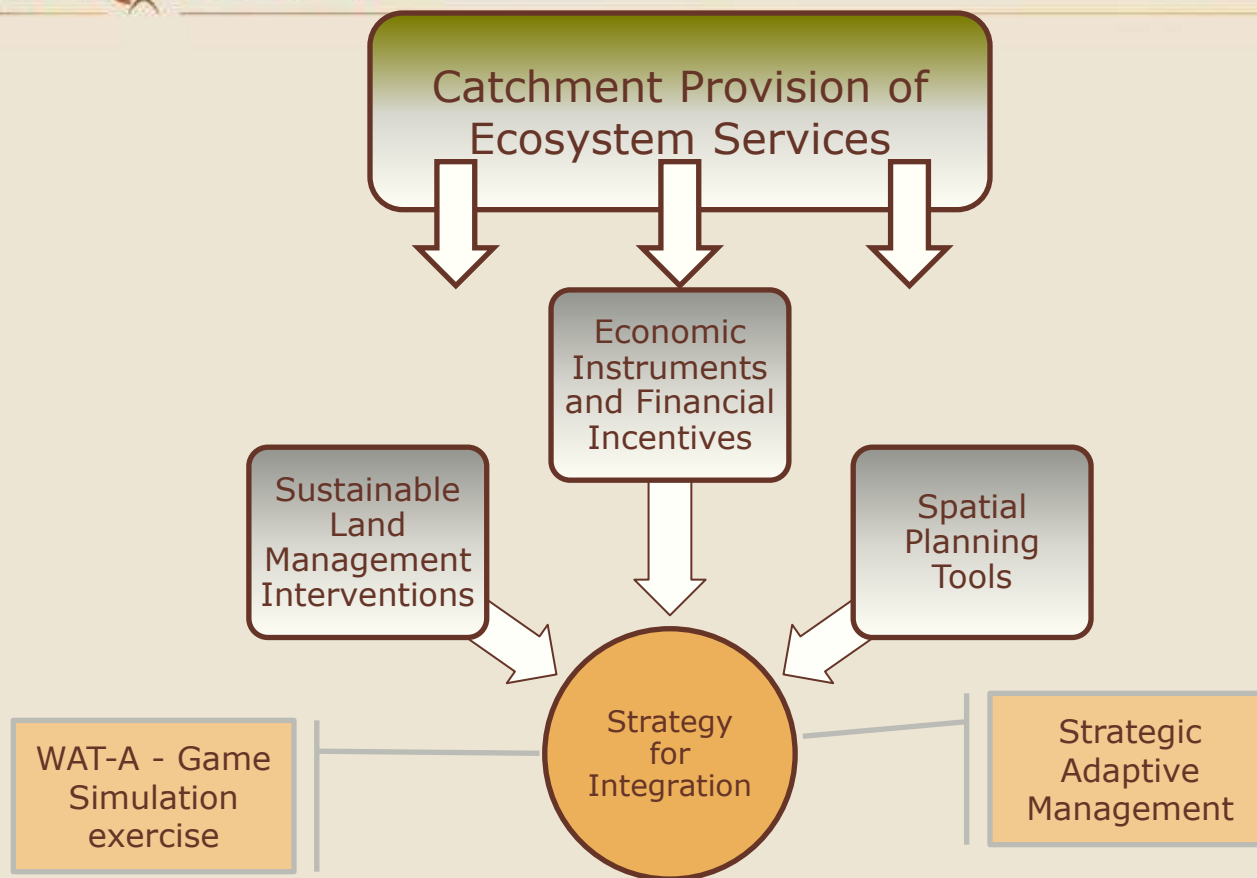 Catchment Provision of
Ecosystem Services
Economic
Instruments
and Financial
Incentives
Sustainable
Land
Management
Interventions
Spatial
Planning
Tools
Strategy
for
Integration
WAT-A - Game
Simulation
exercise
Strategic
Adaptive
Management